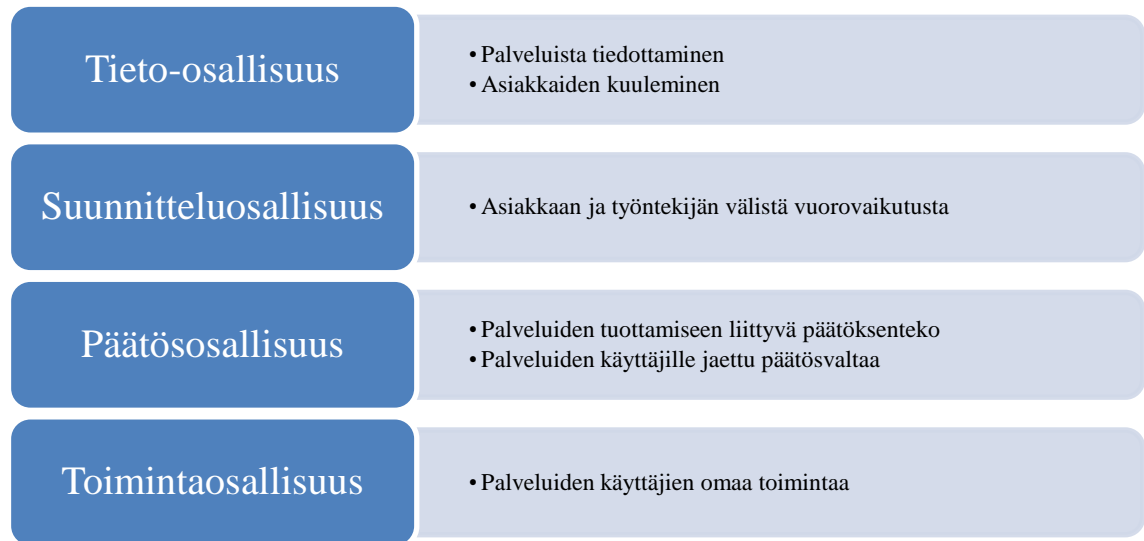 Tieto-osallisuus
• Palveluista tiedottaminen
• Asiakkaiden kuuleminen
Suunnitteluosallisuus
• Asiakkaan ja työntekijän välistä vuorovaikutusta
Päätösosallisuus
• Palveluiden tuottamiseen liittyvä päätöksenteko
• Palveluiden käyttäjille jaettu päätösvaltaa
Toimintaosallisuus
• Palveluiden käyttäjien omaa toimintaa